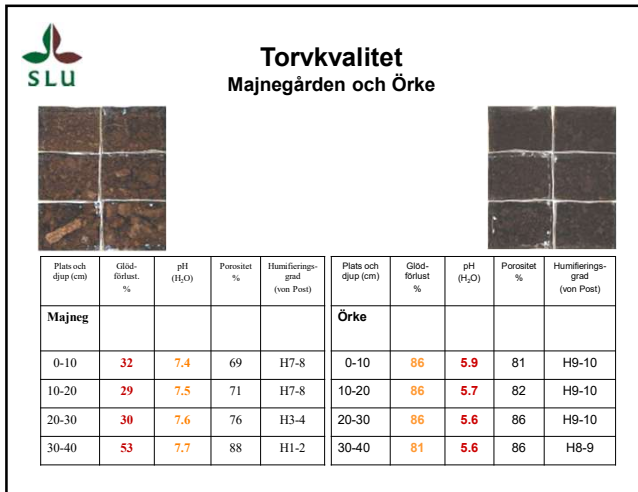 SLU
Torvkvalitet
Majnegården och Örke
Plats och djup (cm) Glöd-förlust. % pH (H₂O) Porositet % Humifierings-grad (von Post)
Majneg
0-10 32 7.4 69 H7-8
10-20 29 7.5 71 H7-8
20-30 30 7.6 76 H3-4
30-40 53 7.7 88 H1-2
Plats och djup (cm) Glöd-förlust % pH (H₂O) Porositet % Humifierings-grad (von Post)
Örke
0-10 86 5.9 81 H9-10
10-20 86 5.7 82 H9-10
20-30 86 5.6 86 H9-10
30-40 81 5.6 86 H8-9